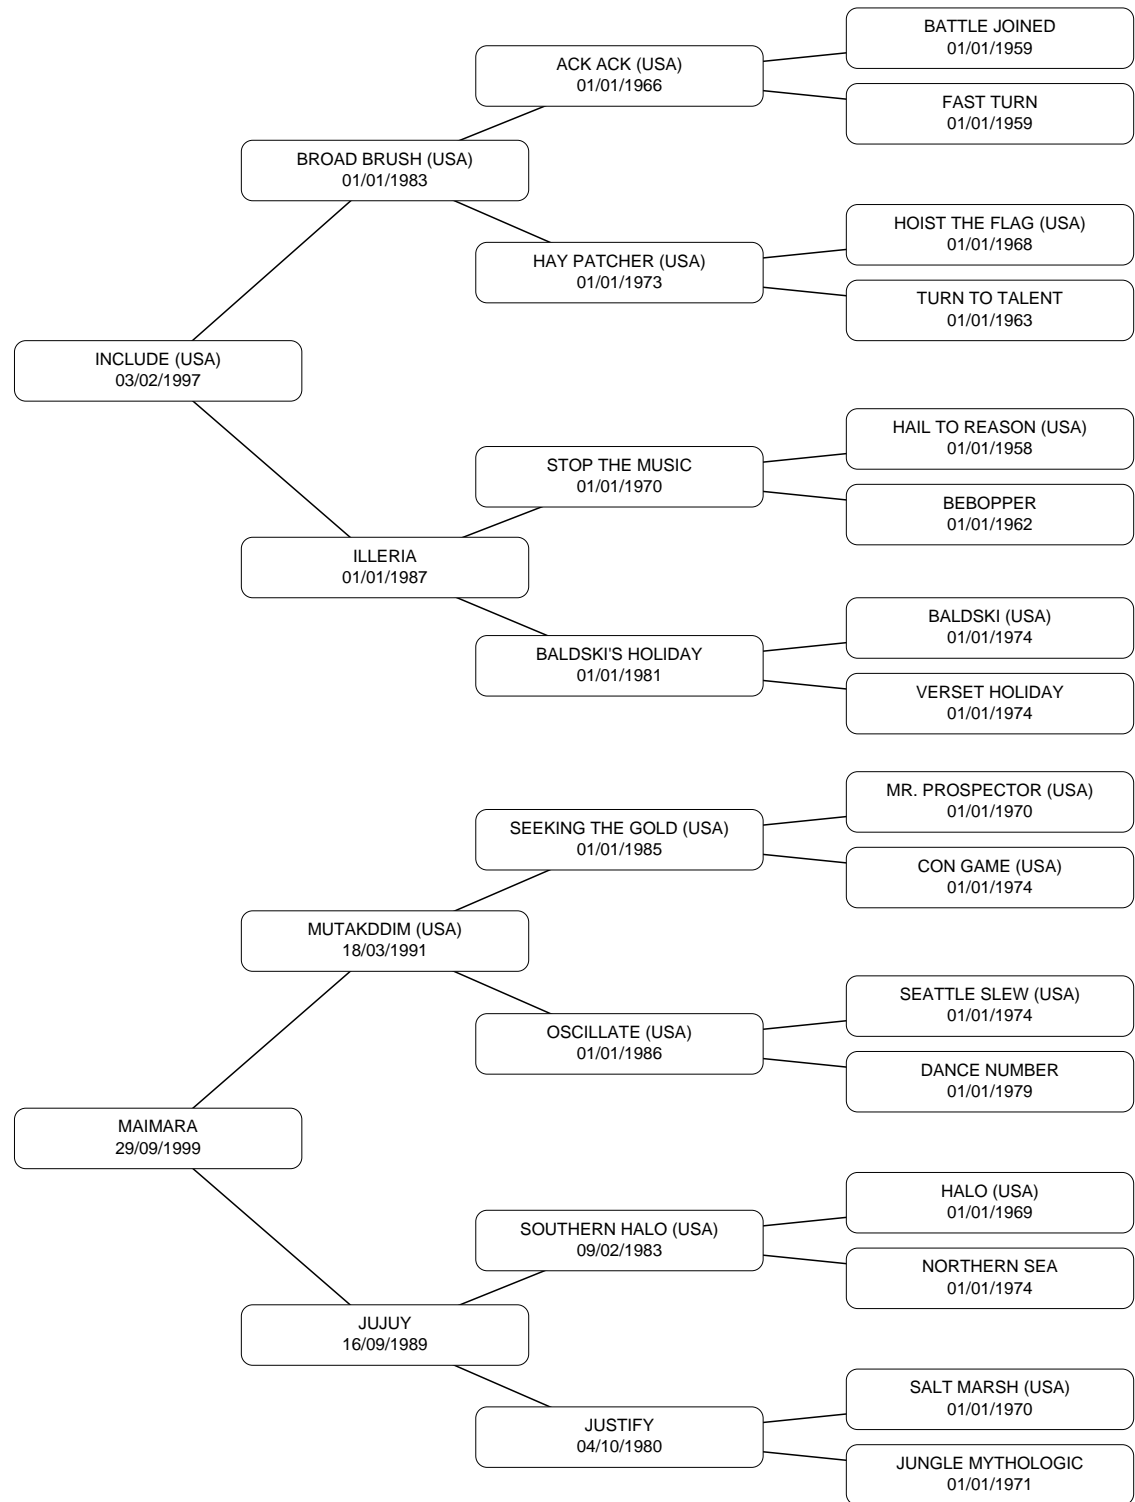 BATTLE JOINED
01/01/1959
ACK ACK (USA)
01/01/1966
FAST TURN
01/01/1959
BROAD BRUSH (USA)
01/01/1983
HOIST THE FLAG (USA)
01/01/1968
HAY PATCHER (USA)
01/01/1973
TURN TO TALENT
01/01/1963
INCLUDE (USA)
03/02/1997
HAIL TO REASON (USA)
01/01/1958
STOP THE MUSIC
01/01/1970
BEBOPPER
01/01/1962
ILLERIA
01/01/1987
BALDSKI (USA)
01/01/1974
BALDSKI'S HOLIDAY
01/01/1981
VERSET HOLIDAY
01/01/1974
MR. PROSPECTOR (USA)
01/01/1970
SEEKING THE GOLD (USA)
01/01/1985
CON GAME (USA)
01/01/1974
MUTAKDDIM (USA)
18/03/1991
SEATTLE SLEW (USA)
01/01/1974
OSCILLATE (USA)
01/01/1986
DANCE NUMBER
01/01/1979
MAIMARA
29/09/1999
HALO (USA)
01/01/1969
SOUTHERN HALO (USA)
09/02/1983
NORTHERN SEA
01/01/1974
JUJUY
16/09/1989
SALT MARSH (USA)
01/01/1970
JUSTIFY
04/10/1980
JUNGLE MYTHOLOGIC
01/01/1971